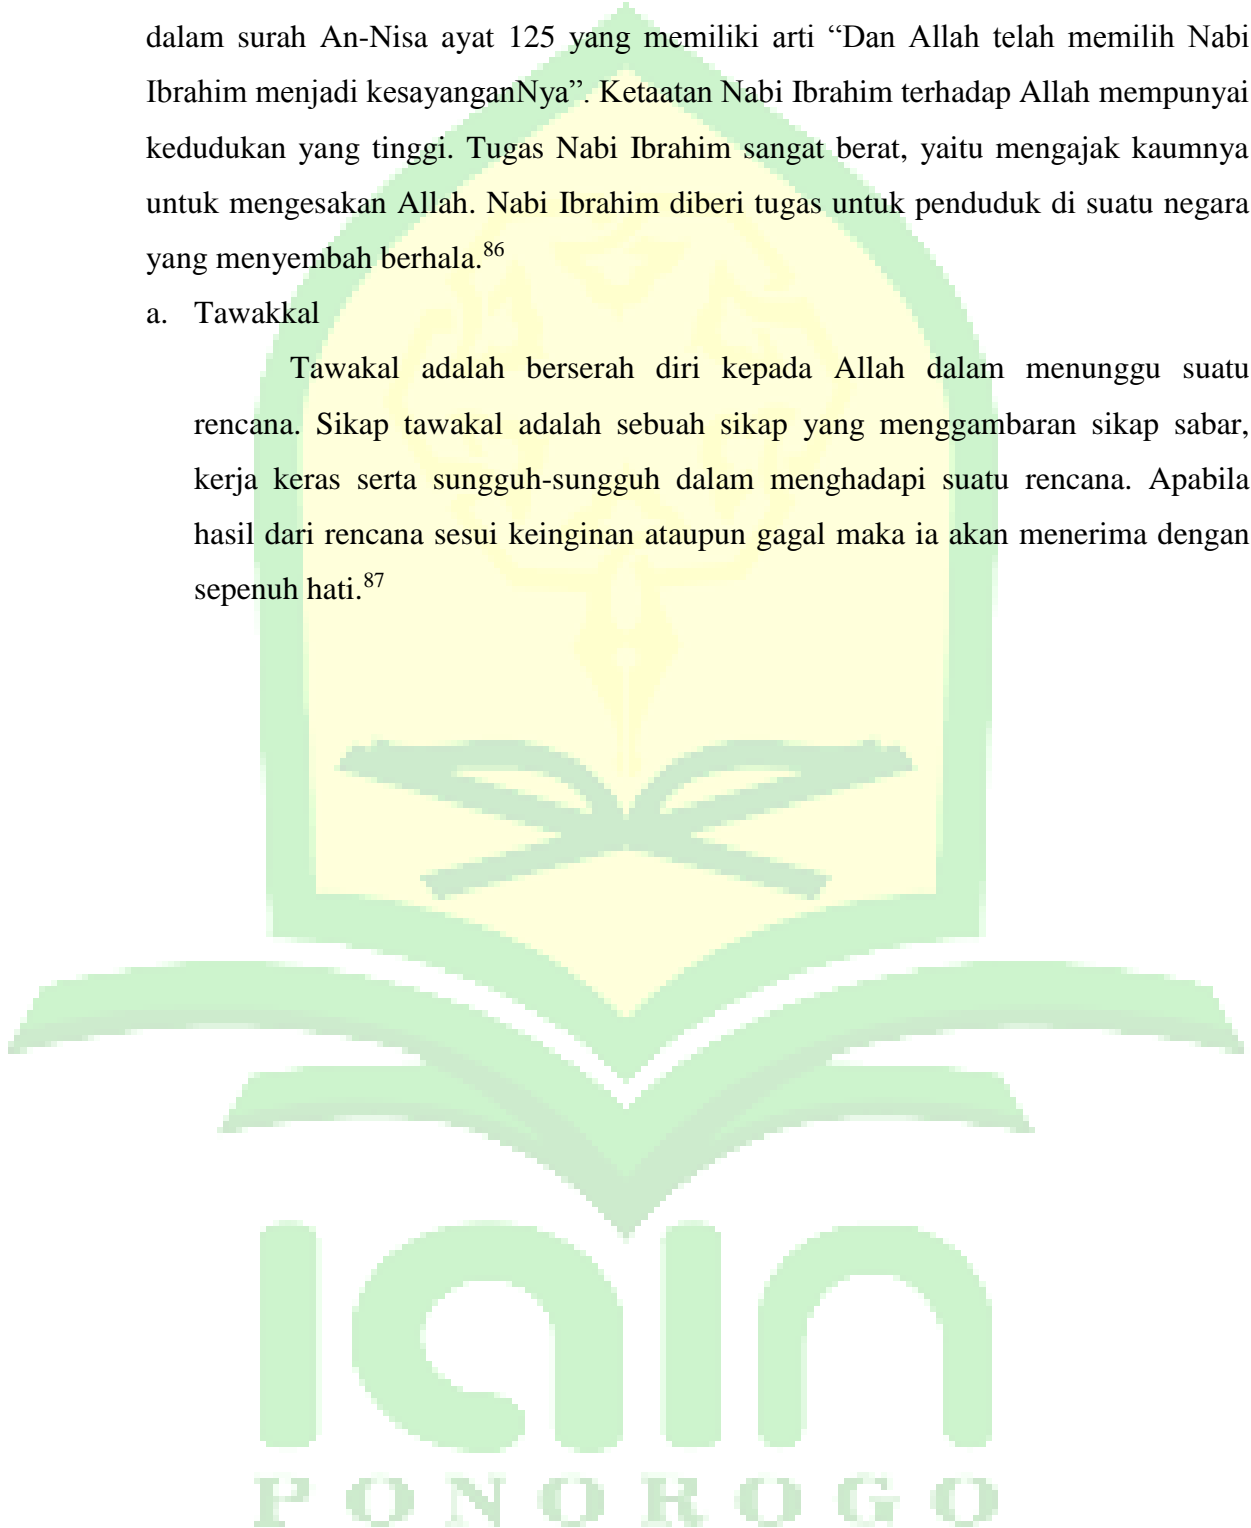 dalam surah An-Nisa ayat 125 yang memiliki arti “Dan Allah telah memilih Nabi
Ibrahim menjadi kesayanganNya”. Ketaatan Nabi Ibrahim terhadap Allah mempunyai
kedudukan yang tinggi. Tugas Nabi Ibrahim sangat berat, yaitu mengajak kaumnya
untuk mengesakan Allah. Nabi Ibrahim diberi tugas untuk penduduk di suatu negara
yang menyembah berhala.86
a. Tawakkal
Tawakal adalah berserah diri kepada Allah dalam menunggu suatu
rencana. Sikap tawakal adalah sebuah sikap yang menggambaran sikap sabar,
kerja keras serta sungguh-sungguh dalam menghadapi suatu rencana. Apabila
hasil dari rencana sesui keinginan ataupun gagal maka ia akan menerima dengan
sepenuh hati.87
iain
PONOROGO